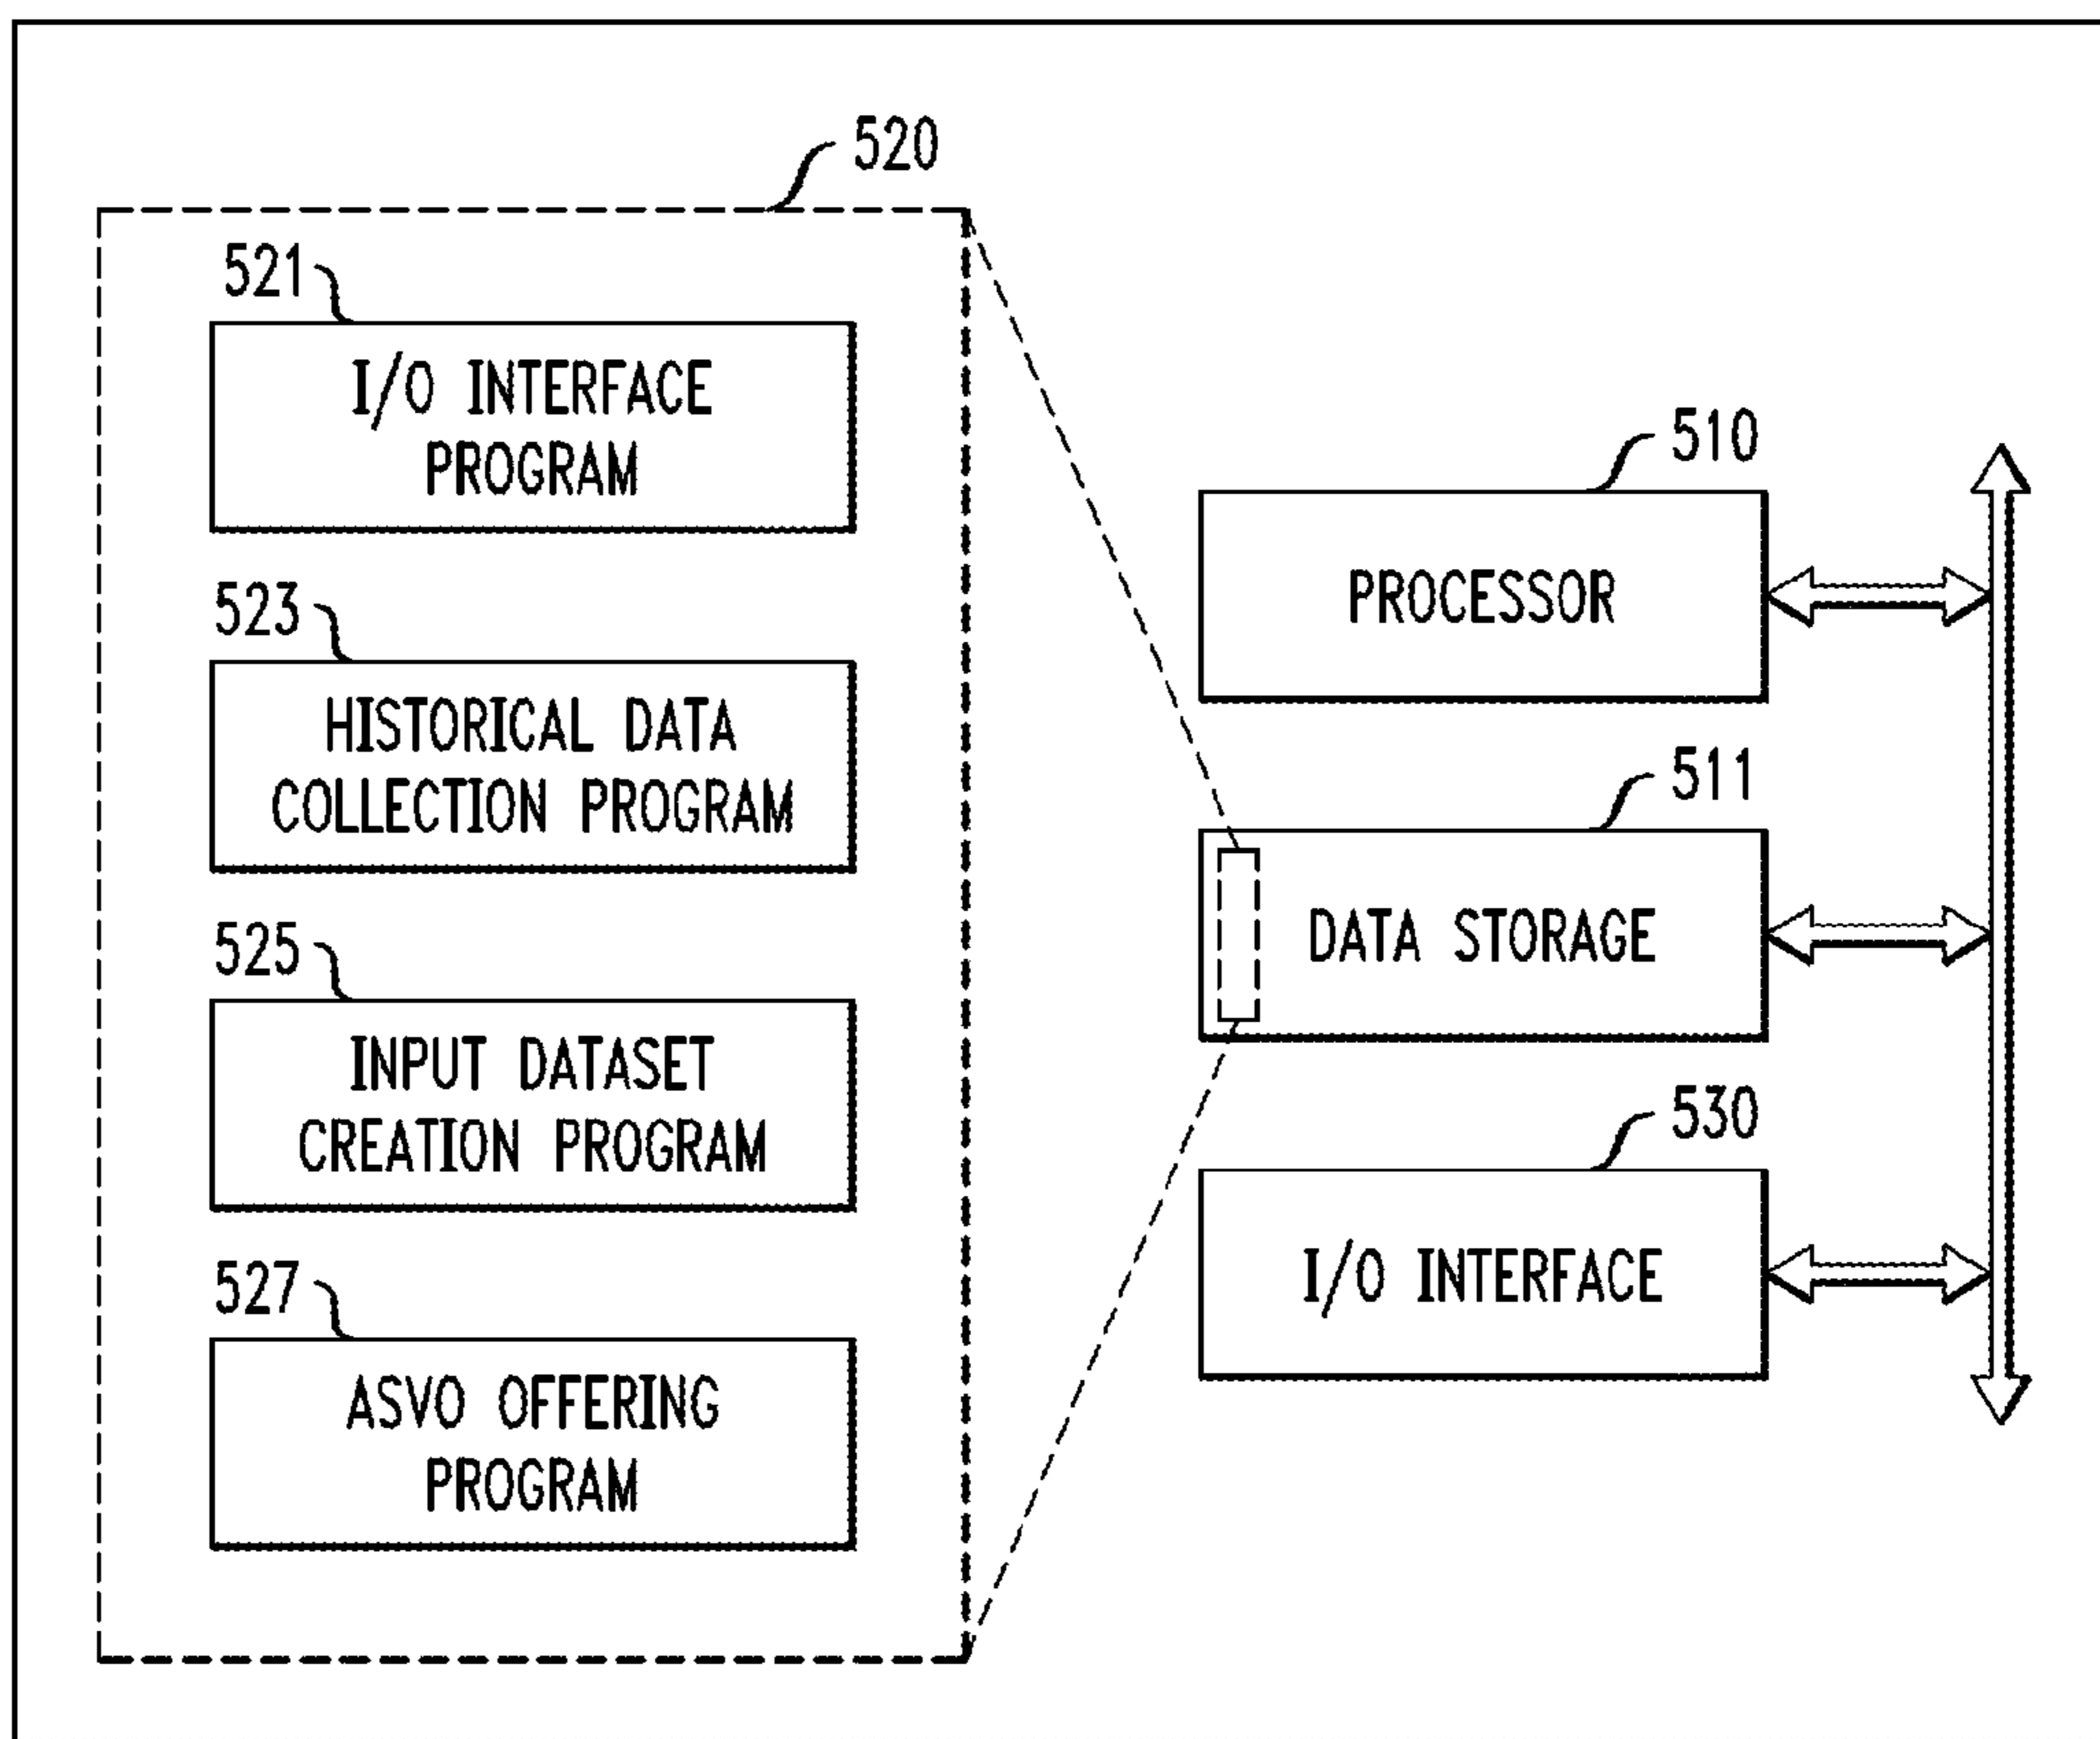 520
521
I/O INTERFACE
PROGRAM
523
HISTORICAL DATA
COLLECTION PROGRAM
525
INPUT DATASET
CREATION PROGRAM
527
ASVO OFFERING
PROGRAM
510
PROCESSOR
511
DATA STORAGE
530
I/O INTERFACE